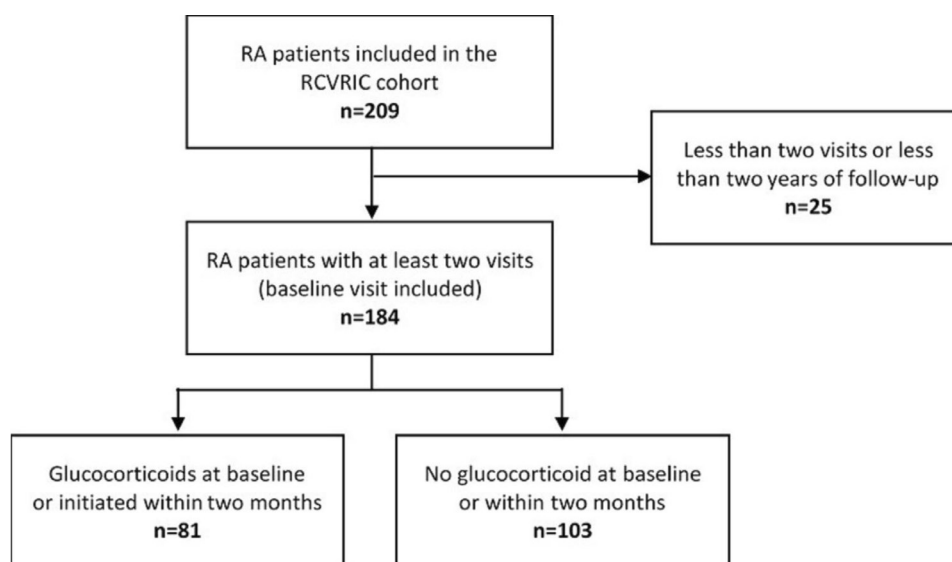 RA patients included in the
RCVRIC cohort
n=209
Less than two visits or less
than two years of follow-up
n=25
RA patients with at least two visits
(baseline visit included)
n=184
Glucocorticoids at baseline
or initiated within two months
n=81
No glucocorticoid at baseline
or within two months
n=103